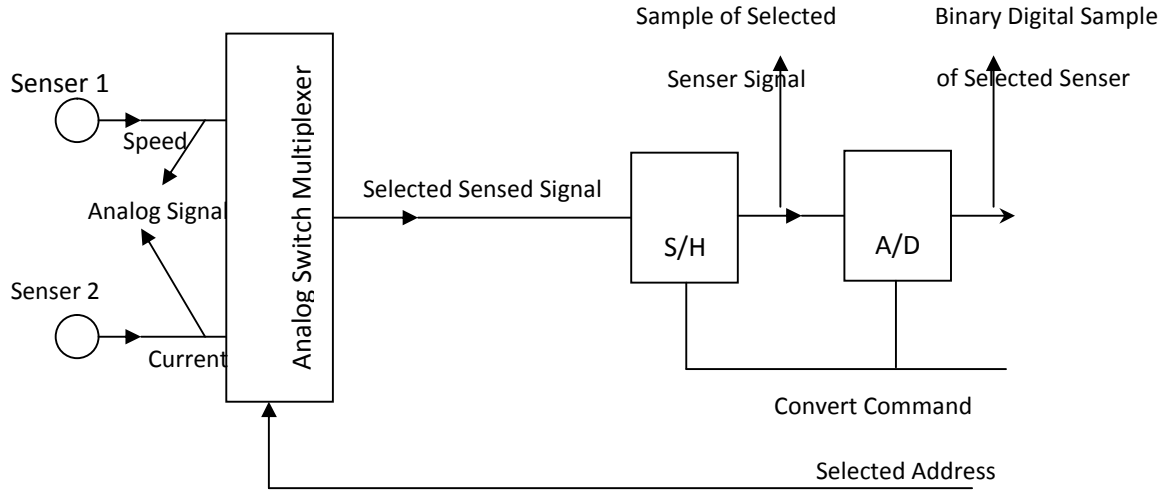 Sample of Selected
Senser Signal
Binary Digital Sample
of Selected Senser
Senser 1
Speed
Analog Signal
Senser 2
Current
Analog Switch Multiplexer
Selected Sensed Signal
S/H
A/D
Convert Command
Selected Address